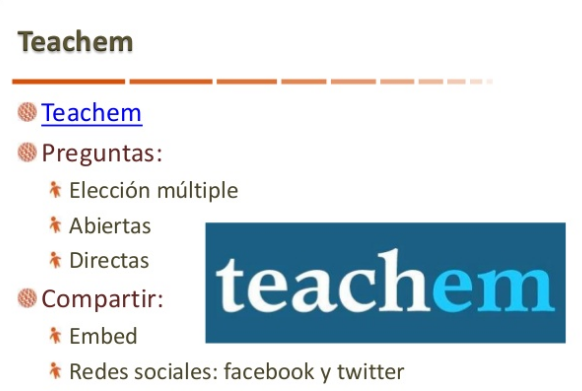 Teachem
Teachem
Preguntas:
Elección múltiple
Abiertas
Directas
teachem
Compartir:
Embed
Redes sociales: facebook y twitter